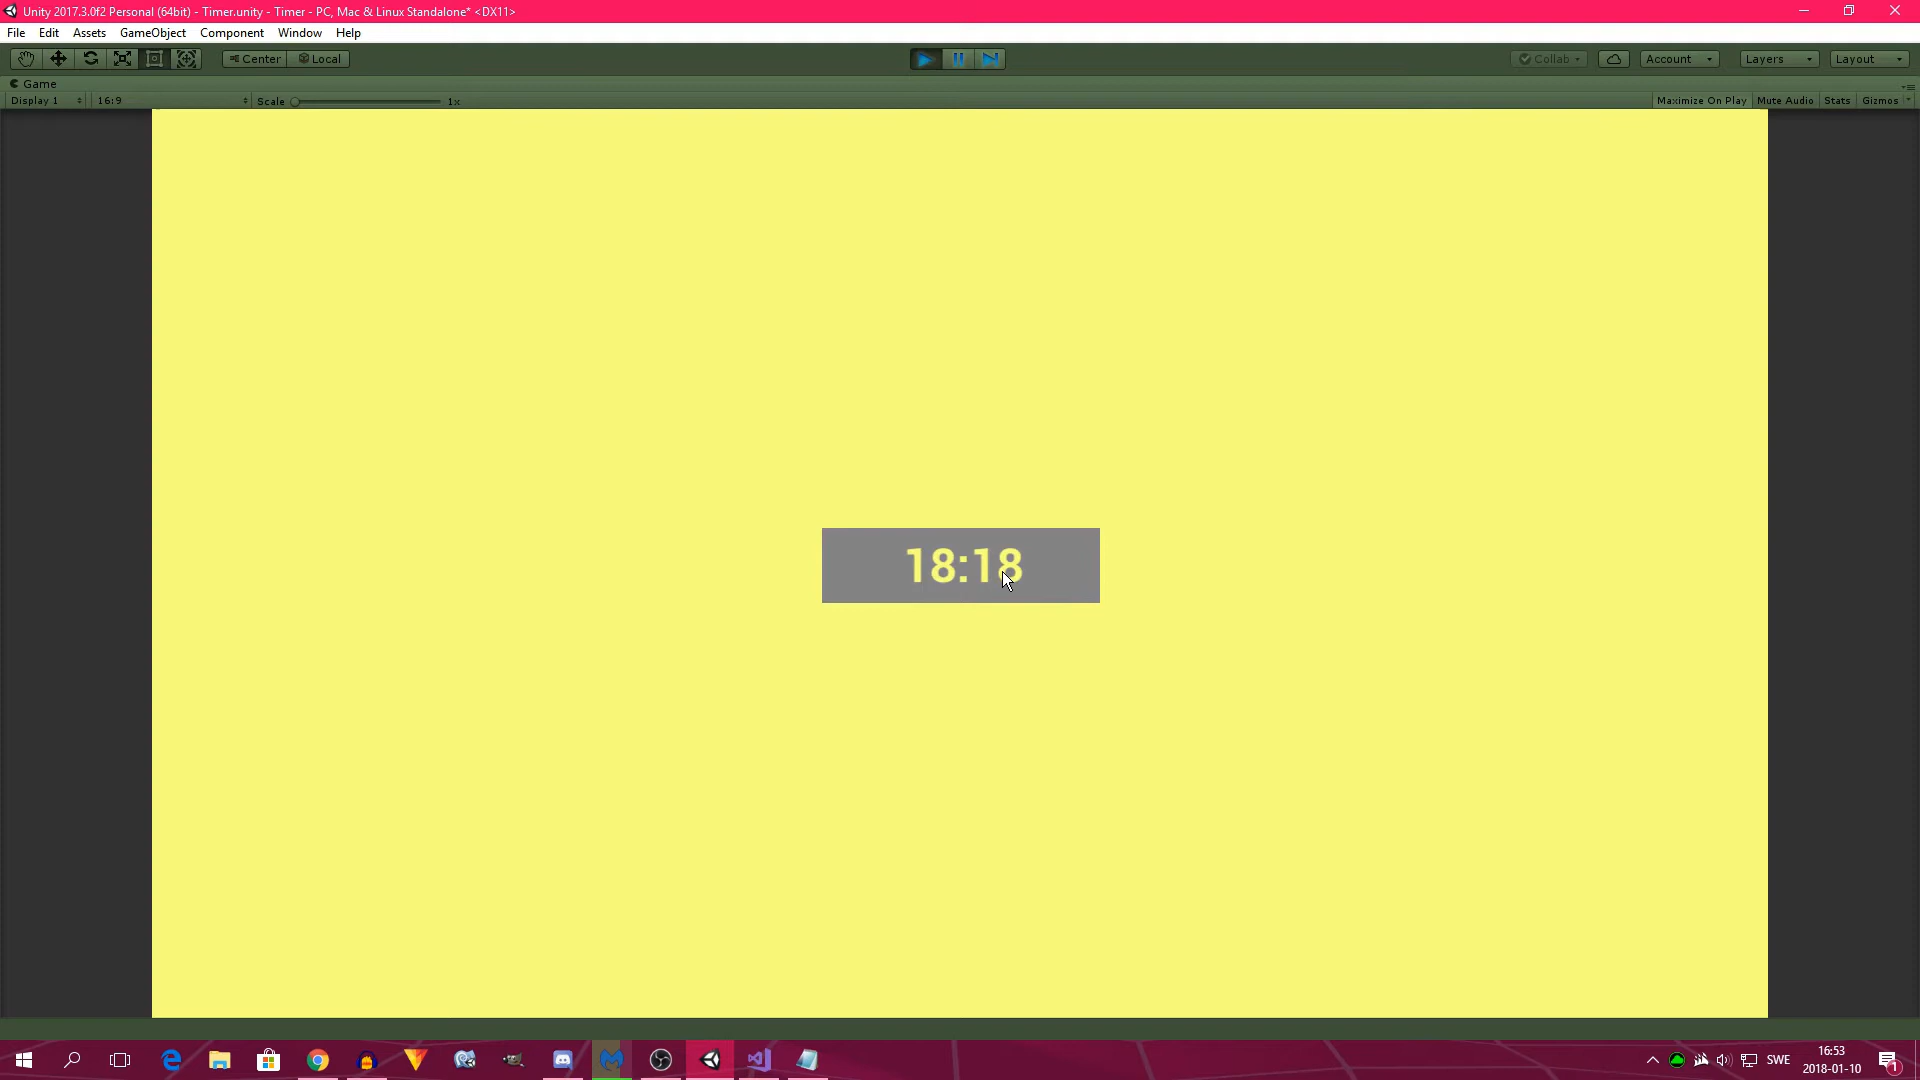 Unity 2017.3.0f2 Personal (64bit) - Timer.unity - Timer - PC, Mac & Linux Standalone* <DX11>
File Edit Assets GameObject Component Window Help
Center Local Collab Account Layers Layout
Game
Display 1 16:9 Scale 1x Maximize On Play Mute Audio Stats Gizmos
18:18
SWE
16:53
2018-01-10
1